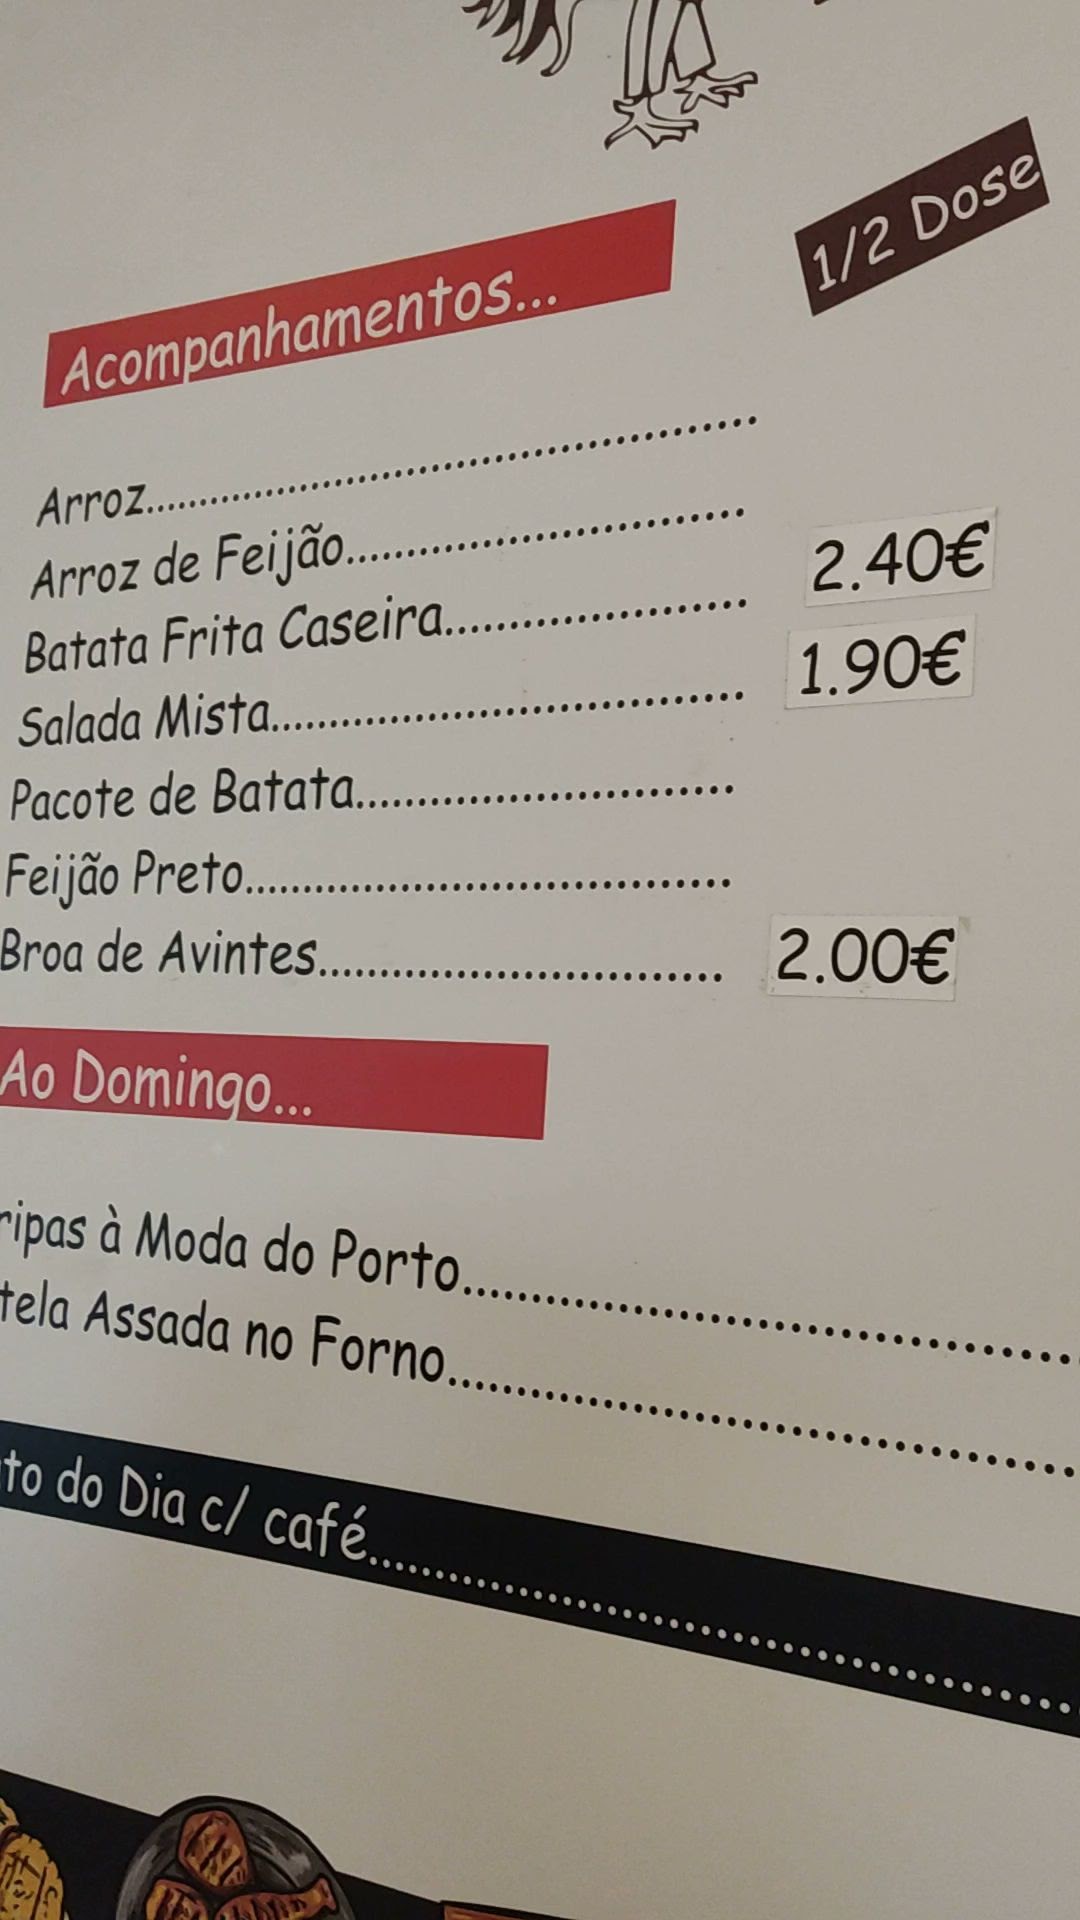 1/2 Dose
Acompanhamentos...
Arroz..........................................
Arroz de Feijão.............................. 2.40€
Batata Frita Caseira..................... 1.90€
Salada Mista.................................
Pacote de Batata...........................
Feijão Preto..................................
Broa de Avintes............................. 2.00€
Ao Domingo...
ripas à Moda do Porto..........................................
tela Assada no Forno...........................................
to do Dia c/ café..................................................